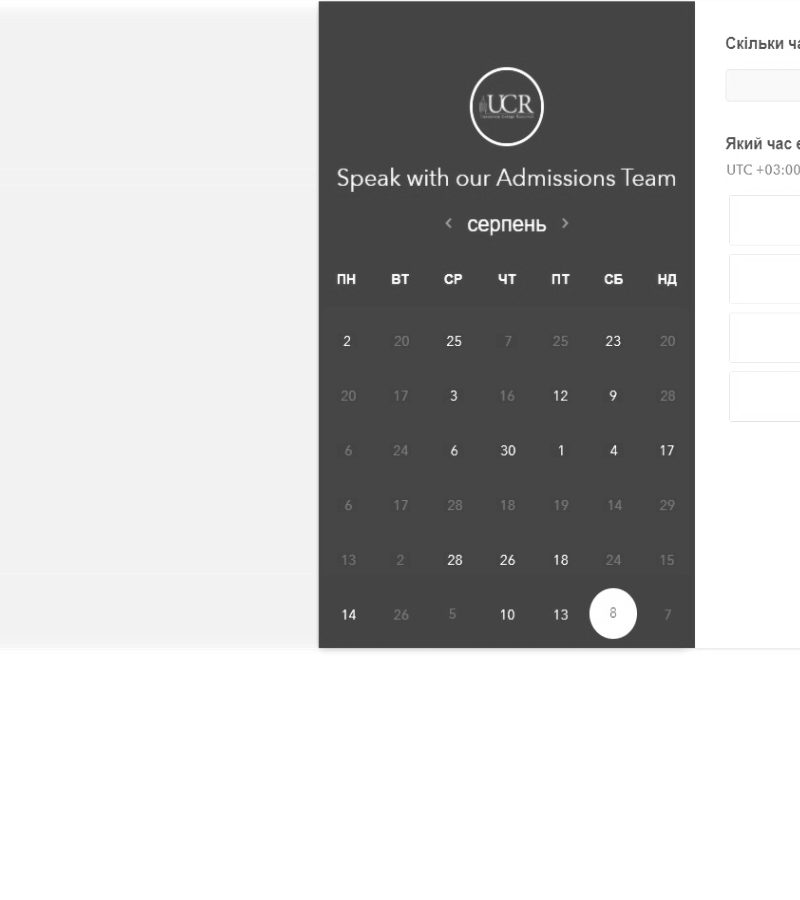 UCR
Speak with our Admissions Team
< серпень >
ПН ВТ СР ЧТ ПТ СБ НД
2 20 25 7 25 23 20
20 17 3 16 12 9 28
6 24 6 30 1 4 17
6 17 28 18 19 14 29
13 2 28 26 18 24 15
14 26 5 10 13 8 7
Скільки ча
Який час є
UTC +03:00